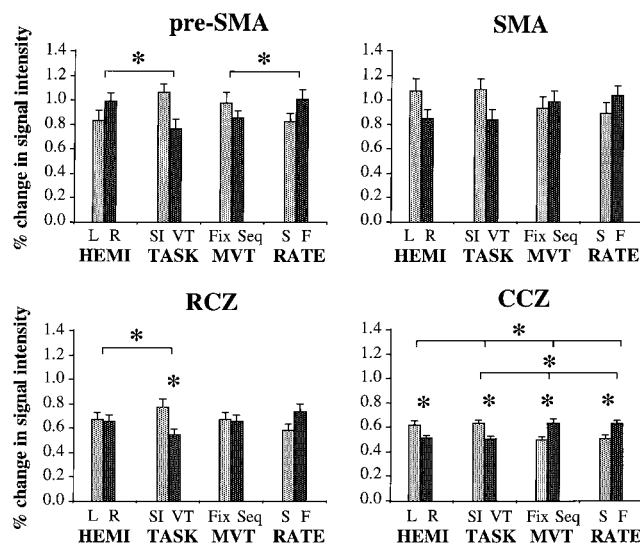 pre-SMA
SMA
% change in signal intensity
1.4
1.2
1.0
0.8
0.6
0.4
0.2
0.0
*
*
L R
SI VT
Fix Seq
S F
HEMI
TASK
MVT
RATE
1.4
1.2
1.0
0.8
0.6
0.4
0.2
0.0
L R
SI VT
Fix Seq
S F
HEMI
TASK
MVT
RATE
RCZ
CCZ
% change in signal intensity
1.4
1.2
1.0
0.8
0.6
0.4
0.2
0.0
*
*
L R
SI VT
Fix Seq
S F
HEMI
TASK
MVT
RATE
1.4
1.2
1.0
0.8
0.6
0.4
0.2
0.0
*
*
* * * *
L R
SI VT
Fix Seq
S F
HEMI
TASK
MVT
RATE